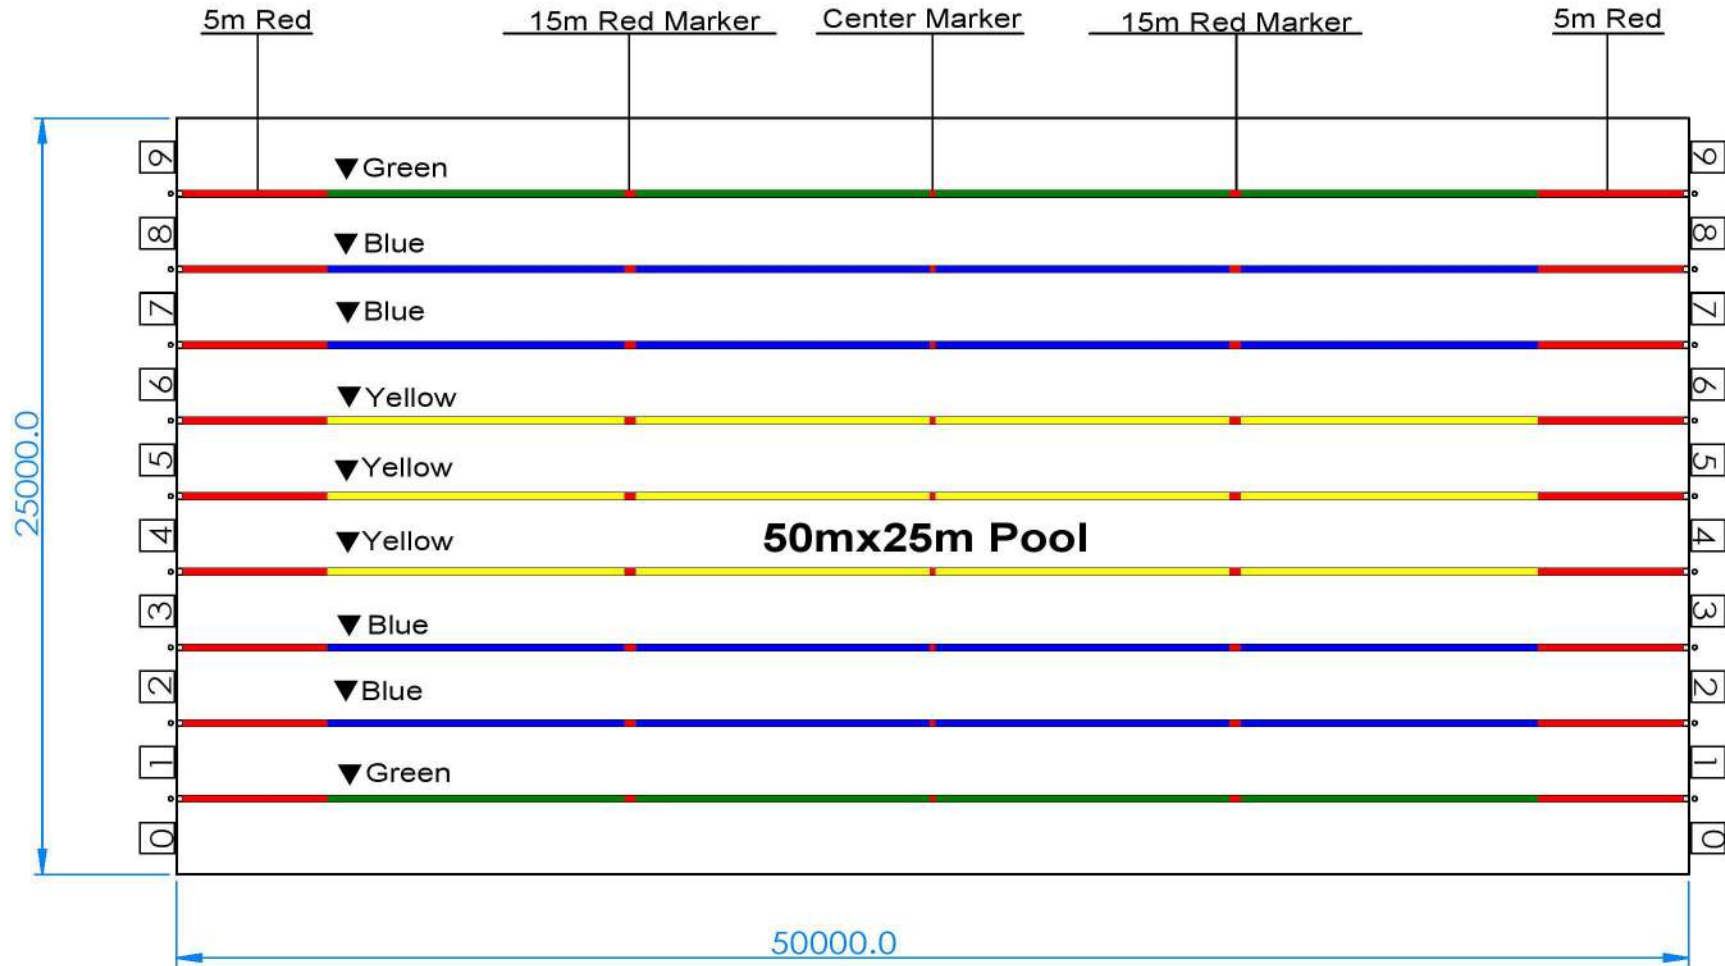 5m Red
15m Red Marker
Center Marker
15m Red Marker
5m Red
9
Green
9
8
Blue
8
7
Blue
7
6
Yellow
6
5
Yellow
5
4
Yellow
50mx25m Pool
4
3
Blue
3
2
Blue
2
1
Green
1
0
0
25000.0
50000.0